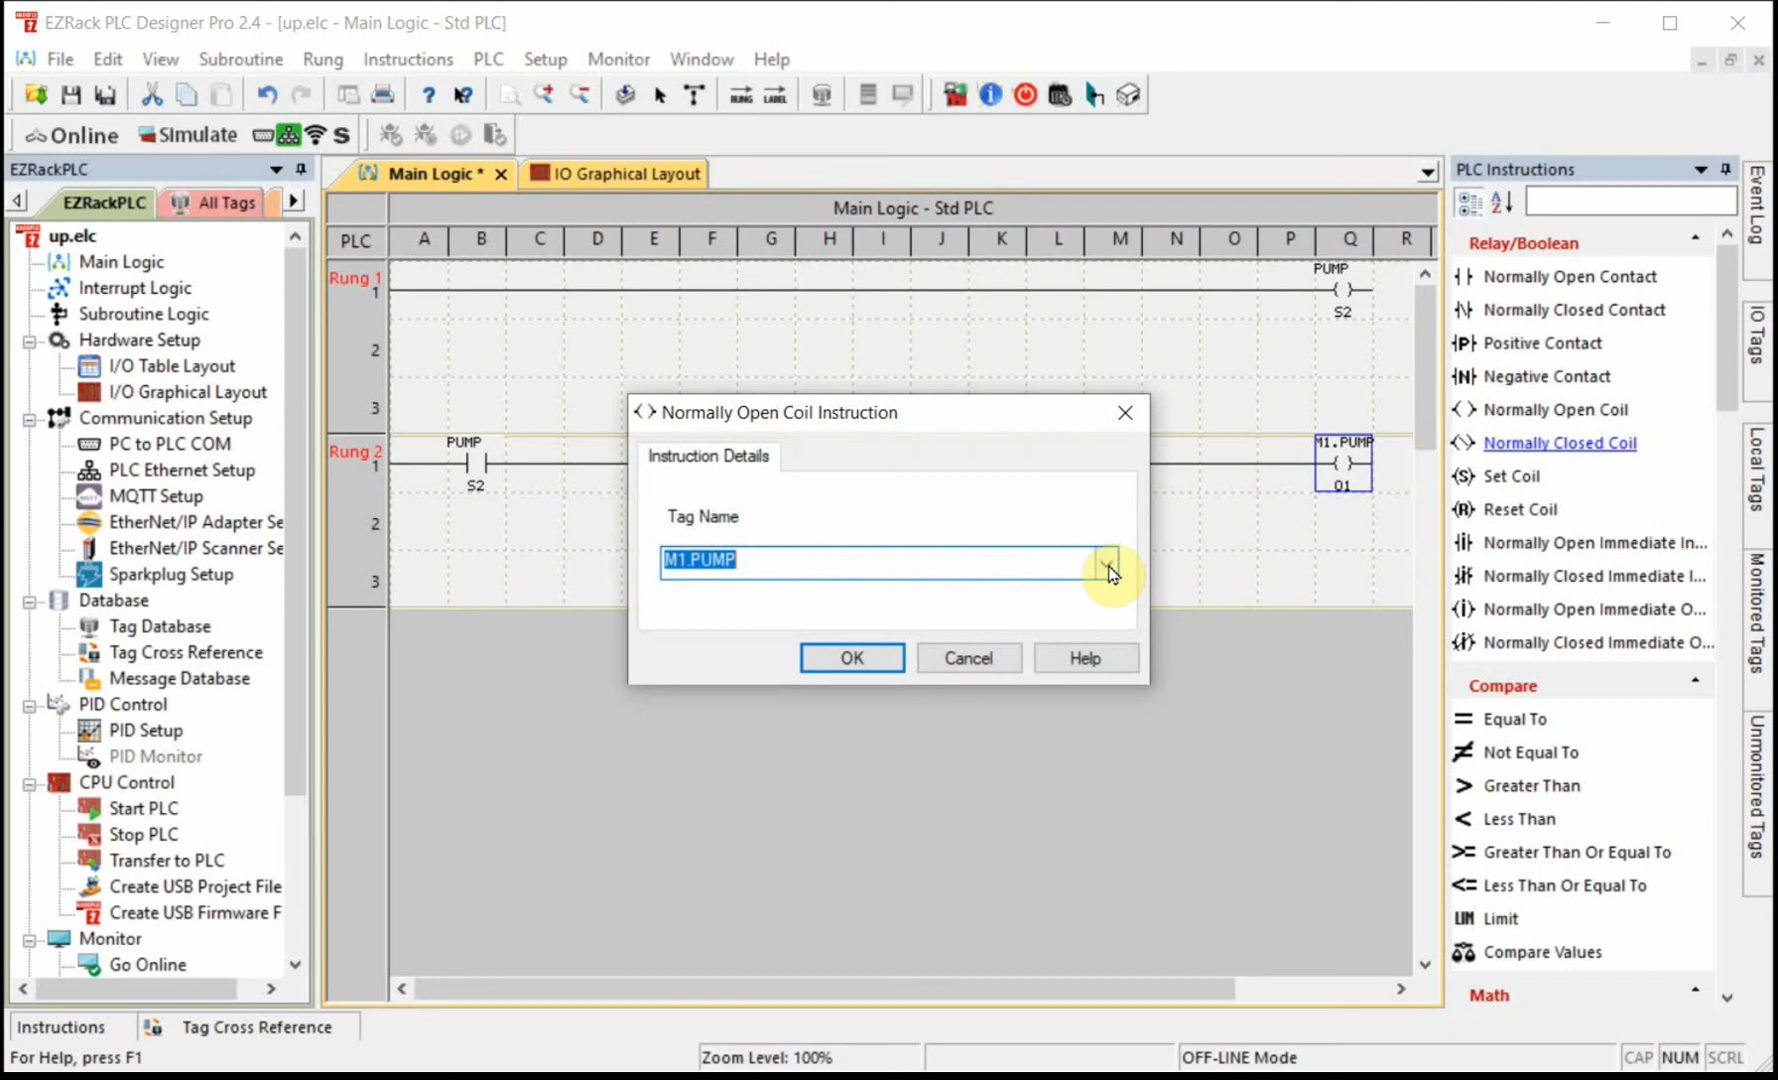 EZRack PLC Designer Pro 2.4 - [up.elc - Main Logic - Std PLC]
File Edit View Subroutine Rung Instructions PLC Setup Monitor Window Help
RUNG LABEL
Online Simulate S
EZRackPLC
EZRackPLC All Tags
up.elc
Main Logic
Interrupt Logic
Subroutine Logic
Hardware Setup
I/O Table Layout
I/O Graphical Layout
Communication Setup
PC to PLC COM
PLC Ethernet Setup
MQTT Setup
EtherNet/IP Adapter Se
EtherNet/IP Scanner Se
Sparkplug Setup
Database
Tag Database
Tag Cross Reference
Message Database
PID Control
PID Setup
PID Monitor
CPU Control
Start PLC
Stop PLC
Transfer to PLC
Create USB Project File
Create USB Firmware F
Monitor
Go Online
Main Logic * IO Graphical Layout
Main Logic - Std PLC
PLC A B C D E F G H I J K L M N O P Q R
Rung 1
1
PUMP
S2
2
3
Rung 2
1
PUMP
S2
M1.PUMP
O1
2
3
Normally Open Coil Instruction
Instruction Details
Tag Name
M1.PUMP
OK Cancel Help
PLC Instructions
Relay/Boolean
Normally Open Contact
Normally Closed Contact
Positive Contact
Negative Contact
Normally Open Coil
Normally Closed Coil
Set Coil
Reset Coil
Normally Open Immediate In...
Normally Closed Immediate I...
Normally Open Immediate O...
Normally Closed Immediate O...
Compare
Equal To
Not Equal To
Greater Than
Less Than
Greater Than Or Equal To
Less Than Or Equal To
LIM Limit
Compare Values
Math
Event Log
IO Tags
Local Tags
Monitored Tags
Unmonitored Tags
Instructions Tag Cross Reference
For Help, press F1 Zoom Level: 100% OFF-LINE Mode CAP NUM SCRL